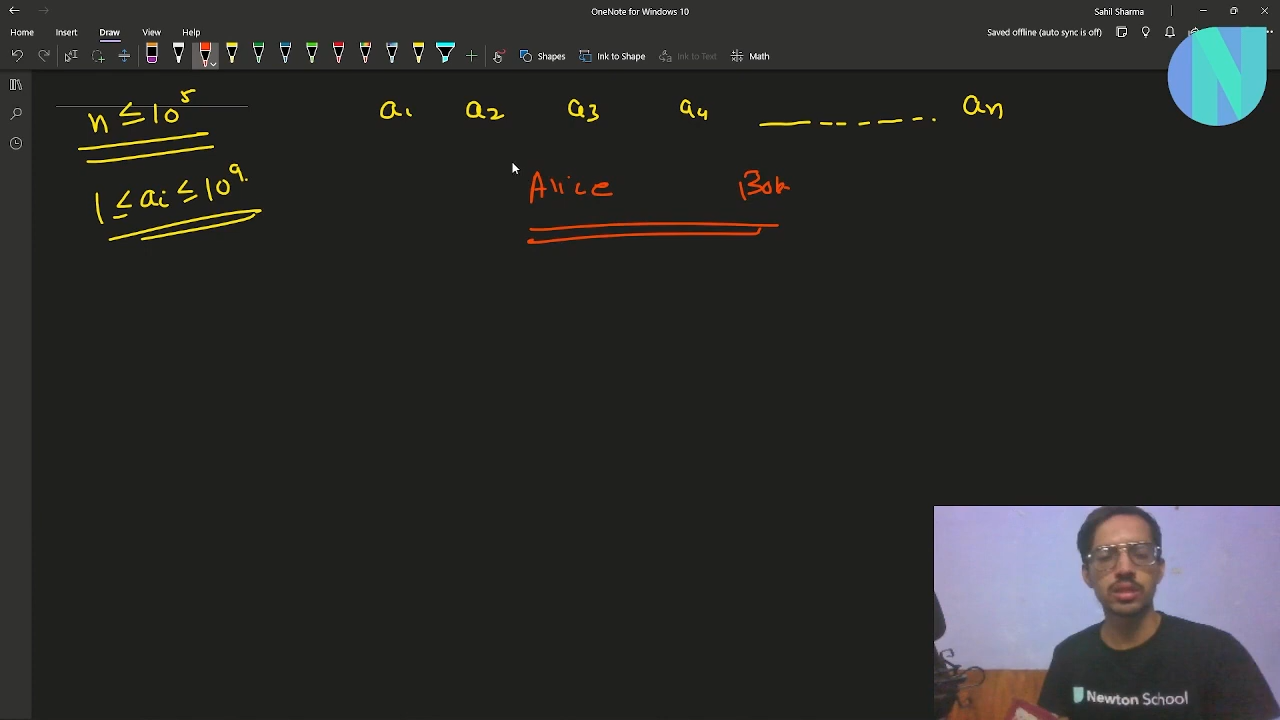 OneNote for Windows 10
Sahil Sharma
Home Insert Draw View Help
Saved offline (auto sync is off)
Shapes Ink to Shape Ink to Text Math
n ≤ 10⁵
a₁ a₂ a₃ a₄ aₙ
1 ≤ aᵢ ≤ 10⁹
Alice Bob
Newton School